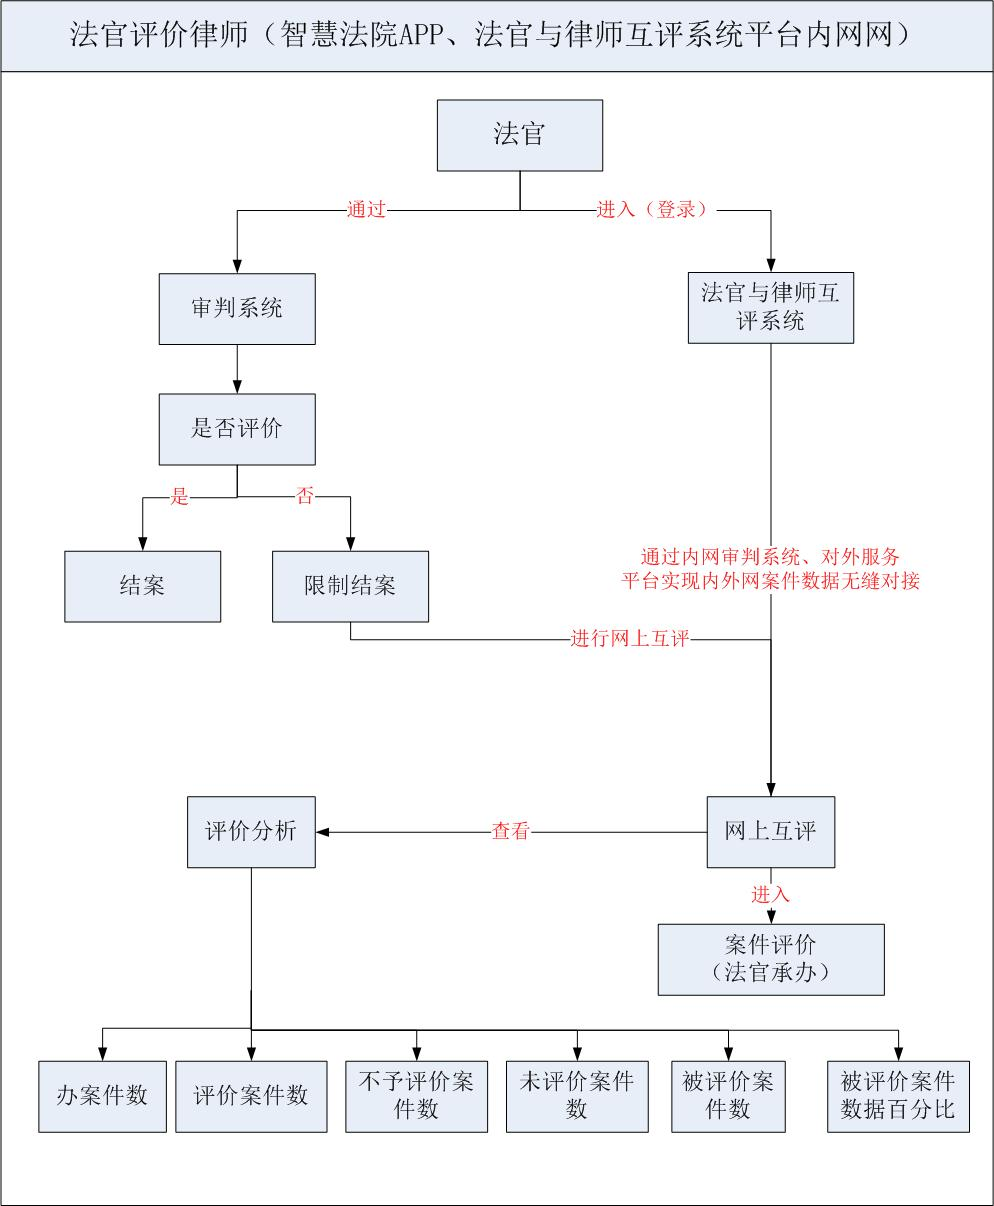 法官评价律师（智慧法院APP、法官与律师互评系统平台内网网）
法官
通过
进入（登录）
审判系统
法官与律师互
评系统
是否评价
是
否
结案
限制结案
通过内网审判系统、对外服务
平台实现内外网案件数据无缝对接
进行网上互评
评价分析
查看
网上互评
进入
案件评价
（法官承办）
办案件数
评价案件数
不予评价案
件数
未评价案件
数
被评价案
件数
被评价案件
数据百分比